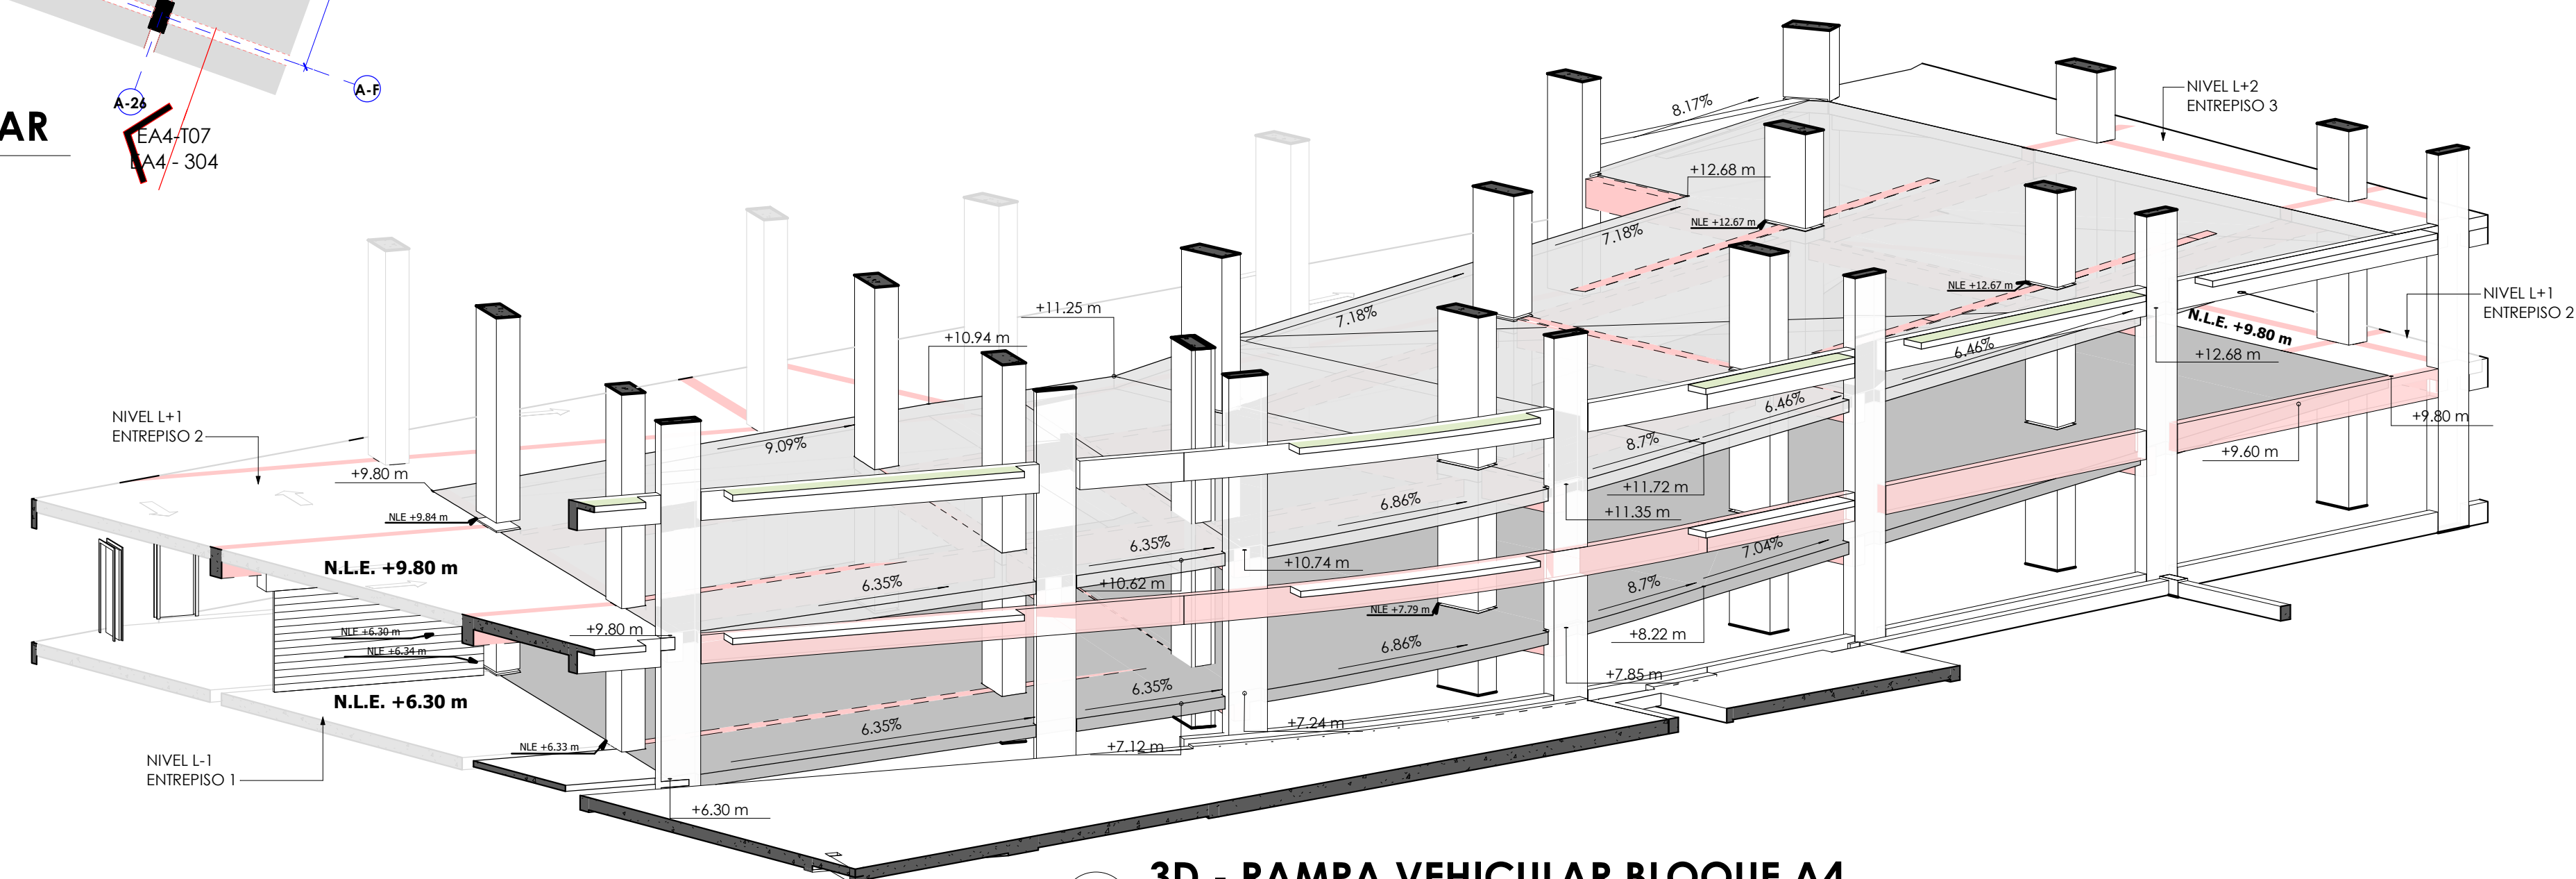 A-26
A-F
AR
EA4-T07
EA4 - 304
8.17%
NIVEL L+2
ENTREPISO 3
+12.68 m
NLE +12.67 m
7.18%
7.18%
NLE +12.67 m
NIVEL L+1
ENTREPISO 2
N.L.E. +9.80 m
+12.68 m
6.46%
+11.25 m
+10.94 m
NIVEL L+1
ENTREPISO 2
+9.80 m
9.09%
6.46%
8.7%
+9.80 m
+9.60 m
+11.72 m
+11.35 m
6.86%
NLE +9.84 m
N.L.E. +9.80 m
6.35%
+10.74 m
7.04%
6.35%
+10.62 m
8.7%
NLE +7.79 m
NLE +6.30 m
+9.80 m
+8.22 m
NLE +6.34 m
6.86%
+7.85 m
N.L.E. +6.30 m
6.35%
6.35%
+7.24 m
NLE +6.33 m
+7.12 m
NIVEL L-1
ENTREPISO 1
+6.30 m
3D - RAMPA VEHICULAR BLOQUE A4